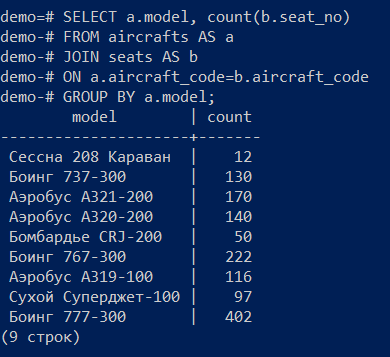 demo=# SELECT a.model, count(b.seat_no)
demo-# FROM aircrafts AS a
demo-# JOIN seats AS b
demo-# ON a.aircraft_code=b.aircraft_code
demo-# GROUP BY a.model;
        model        | count
---------------------+-------
 Сессна 208 Караван  |    12
 Боинг 737-300       |   130
 Аэробус A321-200    |   170
 Аэробус A320-200    |   140
 Бомбардье CRJ-200   |    50
 Боинг 767-300       |   222
 Аэробус A319-100    |   116
 Сухой Суперджет-100 |    97
 Боинг 777-300       |   402
(9 строк)